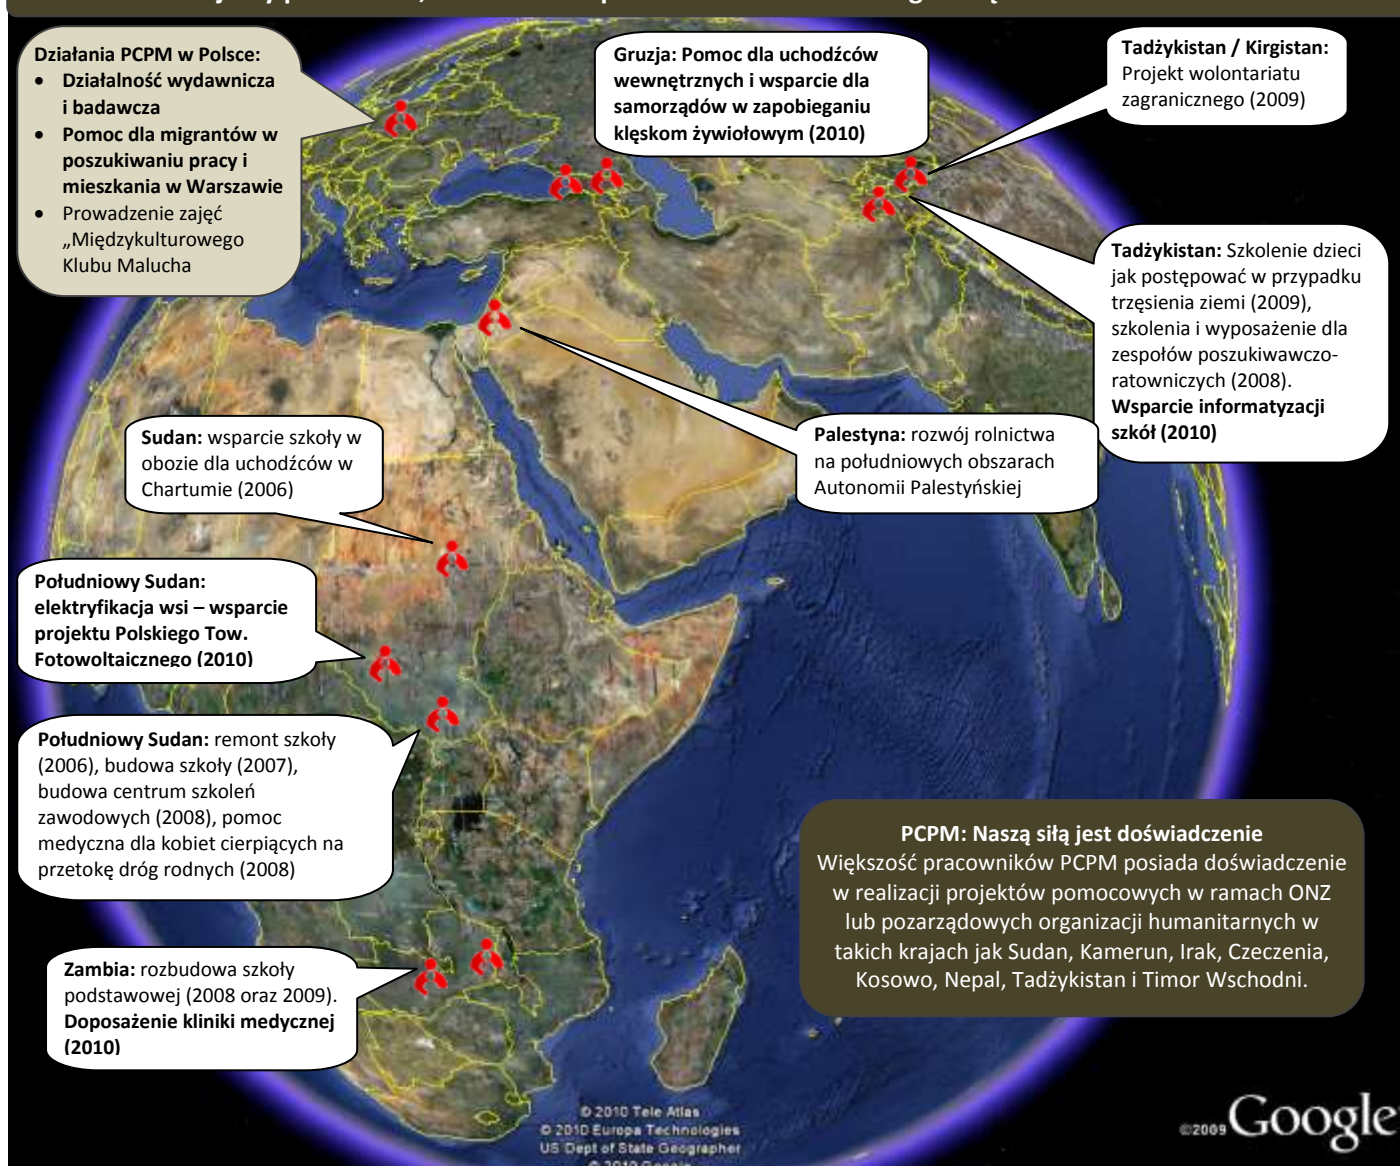 Działania PCPM w Polsce:
• Działalność wydawnicza
i badawcza
• Pomoc dla migrantów w
poszukiwaniu pracy i
mieszkania w Warszawie
• Prowadzenie zajęć
„Międzykulturowego
Klubu Malucha
Gruzja: Pomoc dla uchodźców
wewnętrznych i wsparcie dla
samorządów w zapobieganiu
klęskom żywiołowym (2010)
Tadżykistan / Kirgistan:
Projekt wolontariatu
zagranicznego (2009)
Tadżykistan: Szkolenie dzieci
jak postępować w przypadku
trzęsienia ziemi (2009),
szkolenia i wyposażenie dla
zespołów poszukiwawczo-
ratowniczych (2008).
Wsparcie informatyzacji
szkół (2010)
Sudan: wsparcie szkoły w
obozie dla uchodźców w
Chartumie (2006)
Palestyna: rozwój rolnictwa
na południowych obszarach
Autonomii Palestyńskiej
Południowy Sudan:
elektryfikacja wsi – wsparcie
projektu Polskiego Tow.
Fotowoltaicznego (2010)
Południowy Sudan: remont szkoły
(2006), budowa szkoły (2007),
budowa centrum szkoleń
zawodowych (2008), pomoc
medyczna dla kobiet cierpiących na
przetokę dróg rodnych (2008)
PCPM: Naszą siłą jest doświadczenie
Większość pracowników PCPM posiada doświadczenie
w realizacji projektów pomocowych w ramach ONZ
lub pozarządowych organizacji humanitarnych w
takich krajach jak Sudan, Kamerun, Irak, Czeczenia,
Kosowo, Nepal, Tadżykistan i Timor Wschodni.
Zambia: rozbudowa szkoły
podstawowej (2008 oraz 2009).
Doposażenie kliniki medycznej
(2010)
© 2010 Tele Atlas
© 2010 Europa Technologies
US Dept of State Geographer
© 2010 Google
©2009 Google